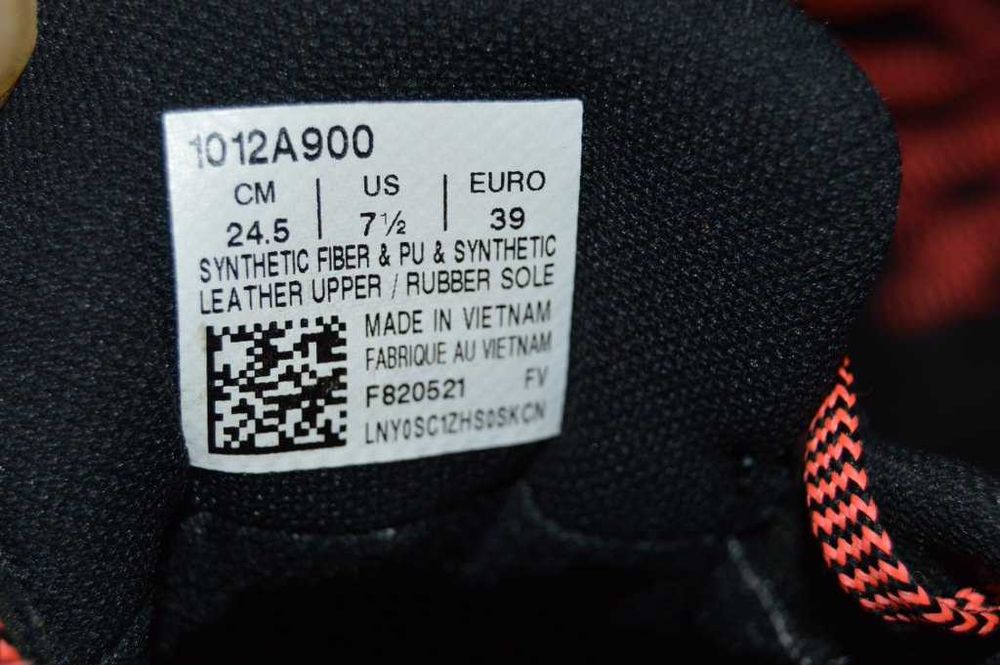 1012A900
CM | US | EURO
24.5 | 7½ | 39
SYNTHETIC FIBER & PU & SYNTHETIC
LEATHER UPPER / RUBBER SOLE
MADE IN VIETNAM
FABRIQUE AU VIETNAM
F820521 FV
LNY0SC1ZHS0SKCN